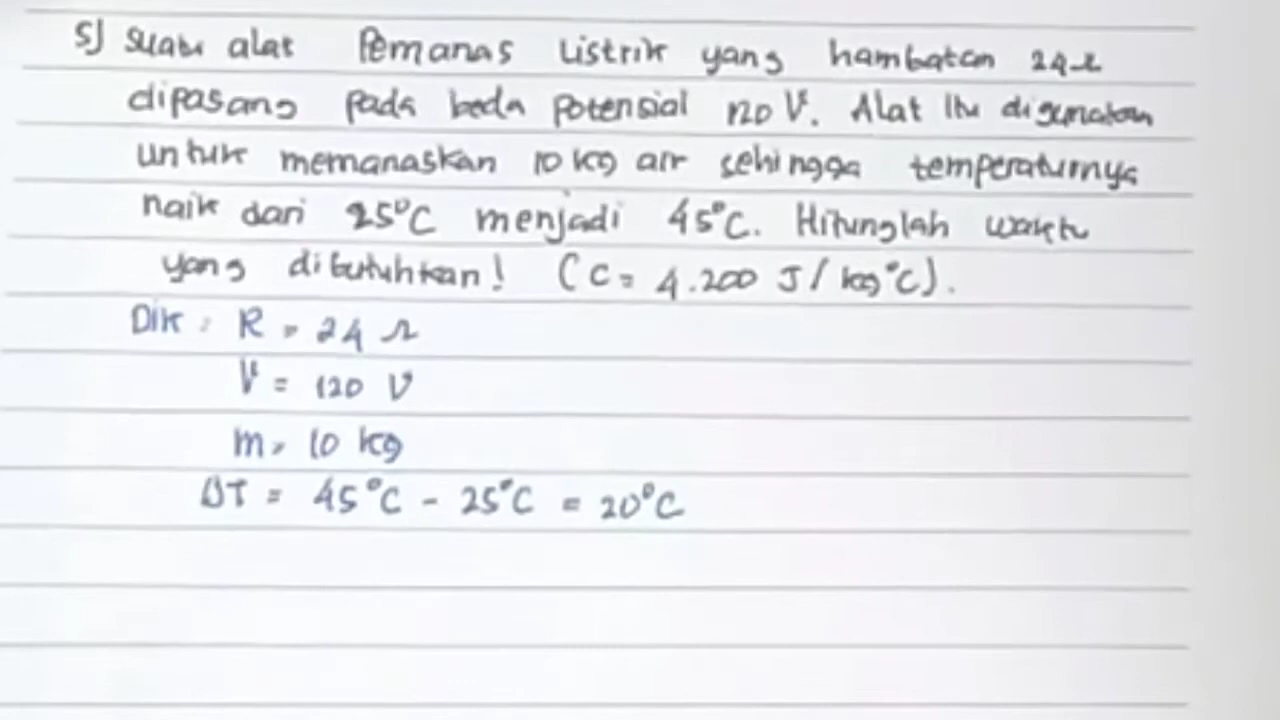 5) Suatu alat Pemanas Listrik yang hambatan 24 Ω
dipasang pada beda potensial 120 V. Alat itu digunakan
untuk memanaskan 10 kg air sehingga temperaturnya
naik dari 25°C menjadi 45°C. Hitunglah waktu
yang dibutuhkan! (C = 4.200 J/kg°C).
Dik : R = 24 Ω
V = 120 V
m = 10 kg
ΔT = 45°C - 25°C = 20°C